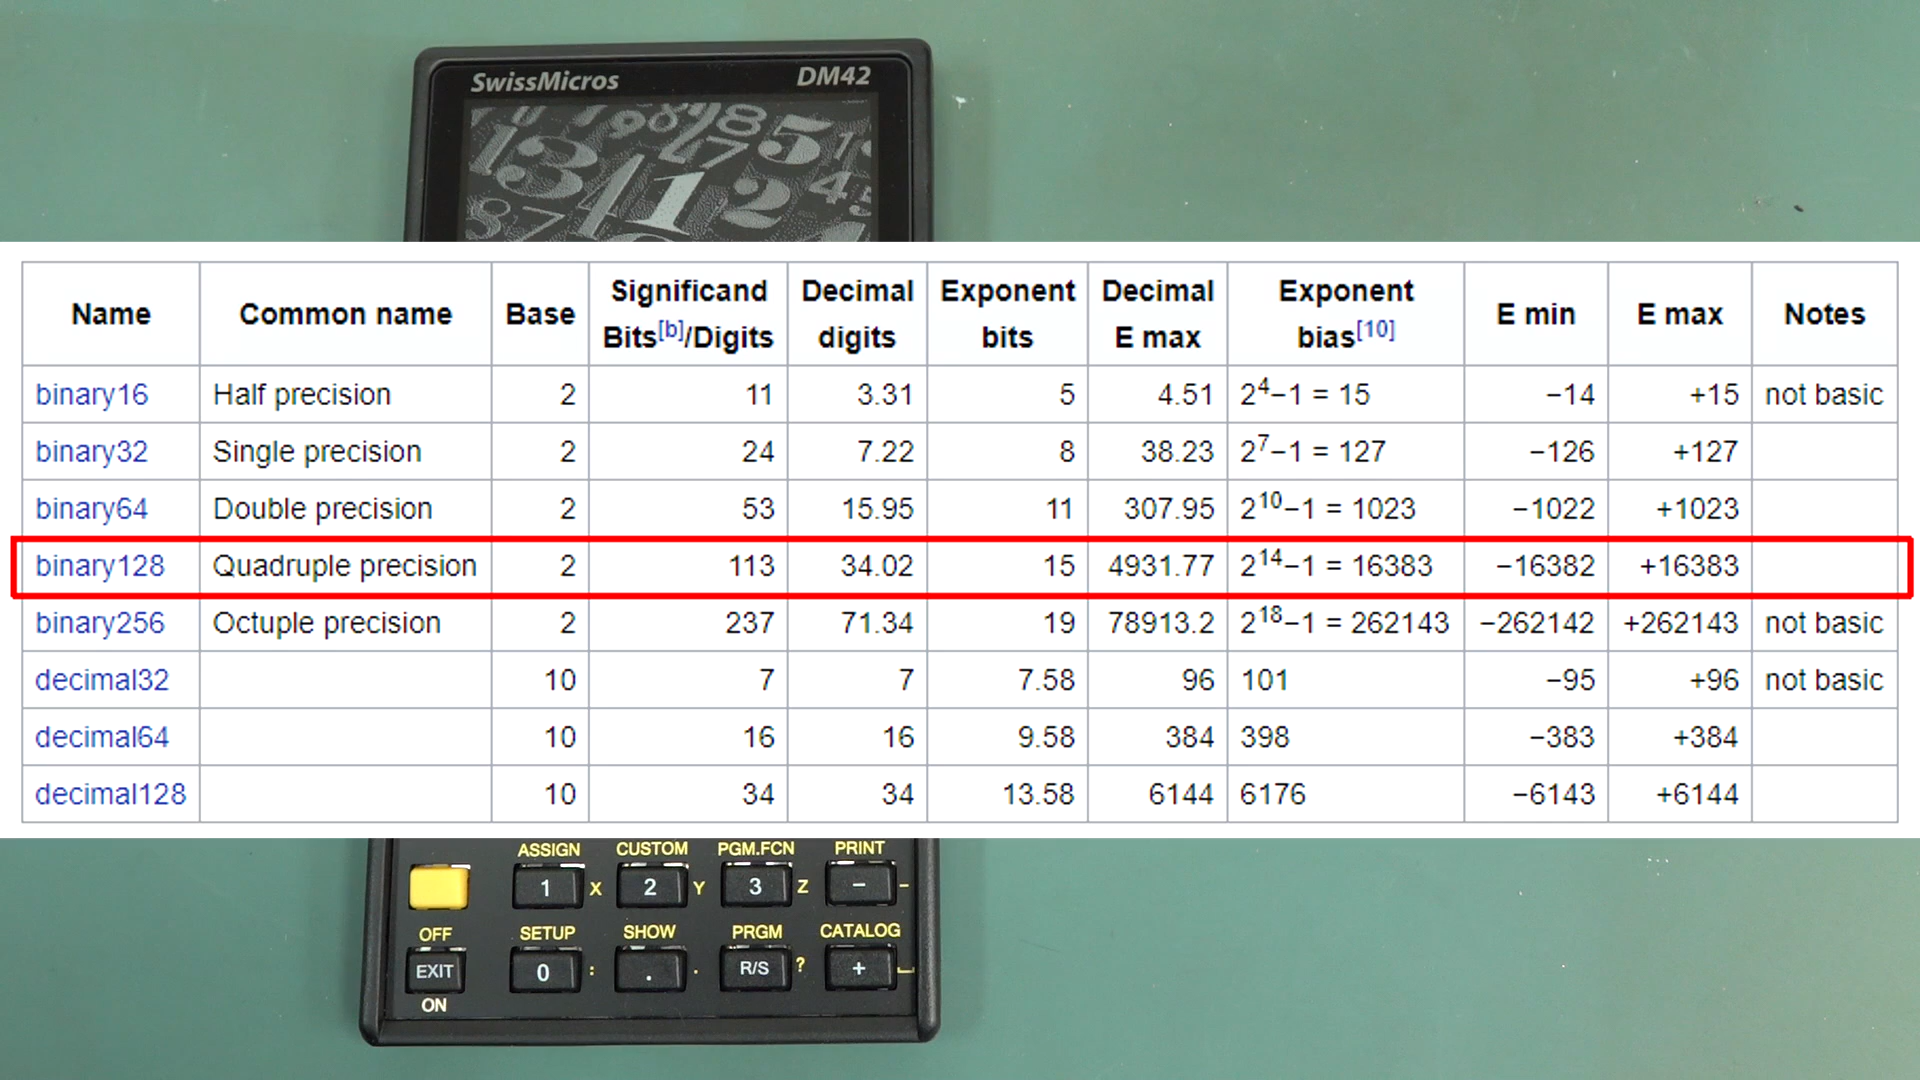 SwissMicros DM42
Name Common name Base Significand Bits[b]/Digits Decimal digits Exponent bits Decimal E max Exponent bias[10] E min E max Notes
binary16 Half precision 2 11 3.31 5 4.51 2⁴−1 = 15 −14 +15 not basic
binary32 Single precision 2 24 7.22 8 38.23 2⁷−1 = 127 −126 +127
binary64 Double precision 2 53 15.95 11 307.95 2¹⁰−1 = 1023 −1022 +1023
binary128 Quadruple precision 2 113 34.02 15 4931.77 2¹⁴−1 = 16383 −16382 +16383
binary256 Octuple precision 2 237 71.34 19 78913.2 2¹⁸−1 = 262143 −262142 +262143 not basic
decimal32 10 7 7 7.58 96 101 −95 +96 not basic
decimal64 10 16 16 9.58 384 398 −383 +384
decimal128 10 34 34 13.58 6144 6176 −6143 +6144
ASSIGN CUSTOM PGM.FCN PRINT
1 X 2 Y 3 Z − −
OFF SETUP SHOW PRGM CATALOG
EXIT 0 : . . R/S ? + ⎵
ON